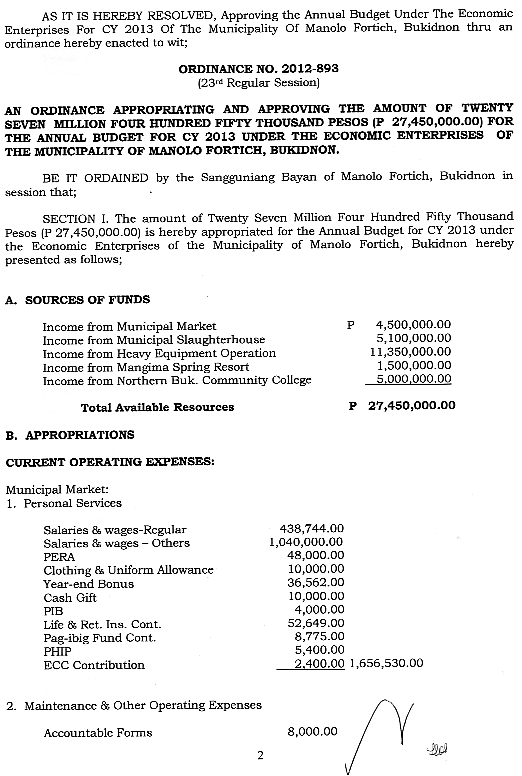 AS IT IS HEREBY RESOLVED, Approving the Annual Budget Under The Economic
Enterprises For CY 2013 Of The Municipality Of Manolo Fortich, Bukidnon thru an
ordinance hereby enacted to wit;
ORDINANCE NO. 2012-893
(23rd Regular Session)
AN ORDINANCE APPROPRIATING AND APPROVING THE AMOUNT OF TWENTY
SEVEN MILLION FOUR HUNDRED FIFTY THOUSAND PESOS (P 27,450,000.00) FOR
THE ANNUAL BUDGET FOR CY 2013 UNDER THE ECONOMIC ENTERPRISES OF
THE MUNICIPALITY OF MANOLO FORTICH, BUKIDNON.
BE IT ORDAINED by the Sangguniang Bayan of Manolo Fortich, Bukidnon in
session that;
SECTION I. The amount of Twenty Seven Million Four Hundred Fifty Thousand
Pesos (P 27,450,000.00) is hereby appropriated for the Annual Budget for CY 2013 under
the Economic Enterprises of the Municipality of Manolo Fortich, Bukidnon hereby
presented as follows;
A. SOURCES OF FUNDS
Income from Municipal Market P 4,500,000.00
Income from Municipal Slaughterhouse 5,100,000.00
Income from Heavy Equipment Operation 11,350,000.00
Income from Mangima Spring Resort 1,500,000.00
Income from Northern Buk. Community College 5,000,000.00
Total Available Resources P 27,450,000.00
B. APPROPRIATIONS
CURRENT OPERATING EXPENSES:
Municipal Market:
1. Personal Services
Salaries & wages-Regular 438,744.00
Salaries & wages – Others 1,040,000.00
PERA 48,000.00
Clothing & Uniform Allowance 10,000.00
Year-end Bonus 36,562.00
Cash Gift 10,000.00
PIB 4,000.00
Life & Ret. Ins. Cont. 52,649.00
Pag-ibig Fund Cont. 8,775.00
PHIP 5,400.00
ECC Contribution 2,400.00 1,656,530.00
2. Maintenance & Other Operating Expenses
Accountable Forms 8,000.00
2